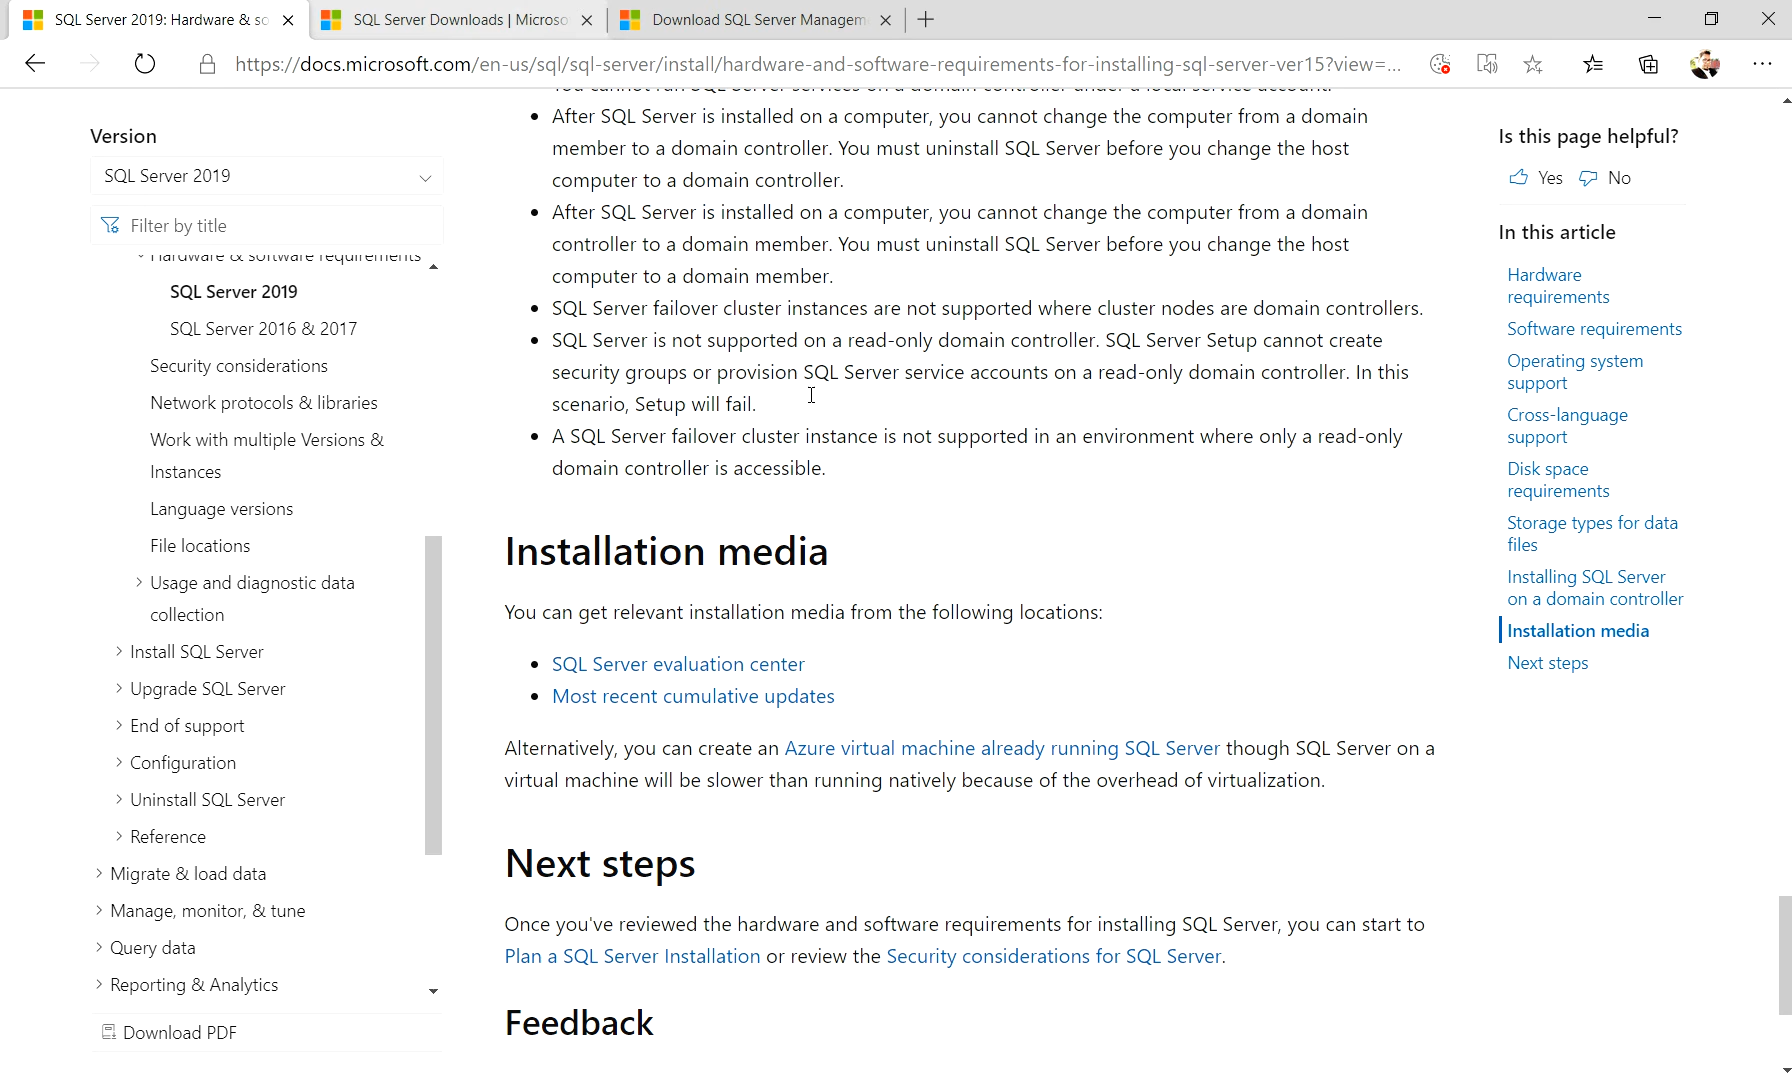 SQL Server 2019: Hardware & so
SQL Server Downloads | Microso
Download SQL Server Managem
https://docs.microsoft.com/en-us/sql/sql-server/install/hardware-and-software-requirements-for-installing-sql-server-ver15?view=...
Version
SQL Server 2019
Filter by title
Hardware & software requirements
SQL Server 2019
SQL Server 2016 & 2017
Security considerations
Network protocols & libraries
Work with multiple Versions &
Instances
Language versions
File locations
Usage and diagnostic data
collection
Install SQL Server
Upgrade SQL Server
End of support
Configuration
Uninstall SQL Server
Reference
Migrate & load data
Manage, monitor, & tune
Query data
Reporting & Analytics
Download PDF
You cannot run SQL Server services on a domain controller under a local service account.
• After SQL Server is installed on a computer, you cannot change the computer from a domain
member to a domain controller. You must uninstall SQL Server before you change the host
computer to a domain controller.
• After SQL Server is installed on a computer, you cannot change the computer from a domain
controller to a domain member. You must uninstall SQL Server before you change the host
computer to a domain member.
• SQL Server failover cluster instances are not supported where cluster nodes are domain controllers.
• SQL Server is not supported on a read-only domain controller. SQL Server Setup cannot create
security groups or provision SQL Server service accounts on a read-only domain controller. In this
scenario, Setup will fail.
• A SQL Server failover cluster instance is not supported in an environment where only a read-only
domain controller is accessible.
Installation media
You can get relevant installation media from the following locations:
• SQL Server evaluation center
• Most recent cumulative updates
Alternatively, you can create an Azure virtual machine already running SQL Server though SQL Server on a
virtual machine will be slower than running natively because of the overhead of virtualization.
Next steps
Once you've reviewed the hardware and software requirements for installing SQL Server, you can start to
Plan a SQL Server Installation or review the Security considerations for SQL Server.
Feedback
Is this page helpful?
Yes No
In this article
Hardware
requirements
Software requirements
Operating system
support
Cross-language
support
Disk space
requirements
Storage types for data
files
Installing SQL Server
on a domain controller
Installation media
Next steps